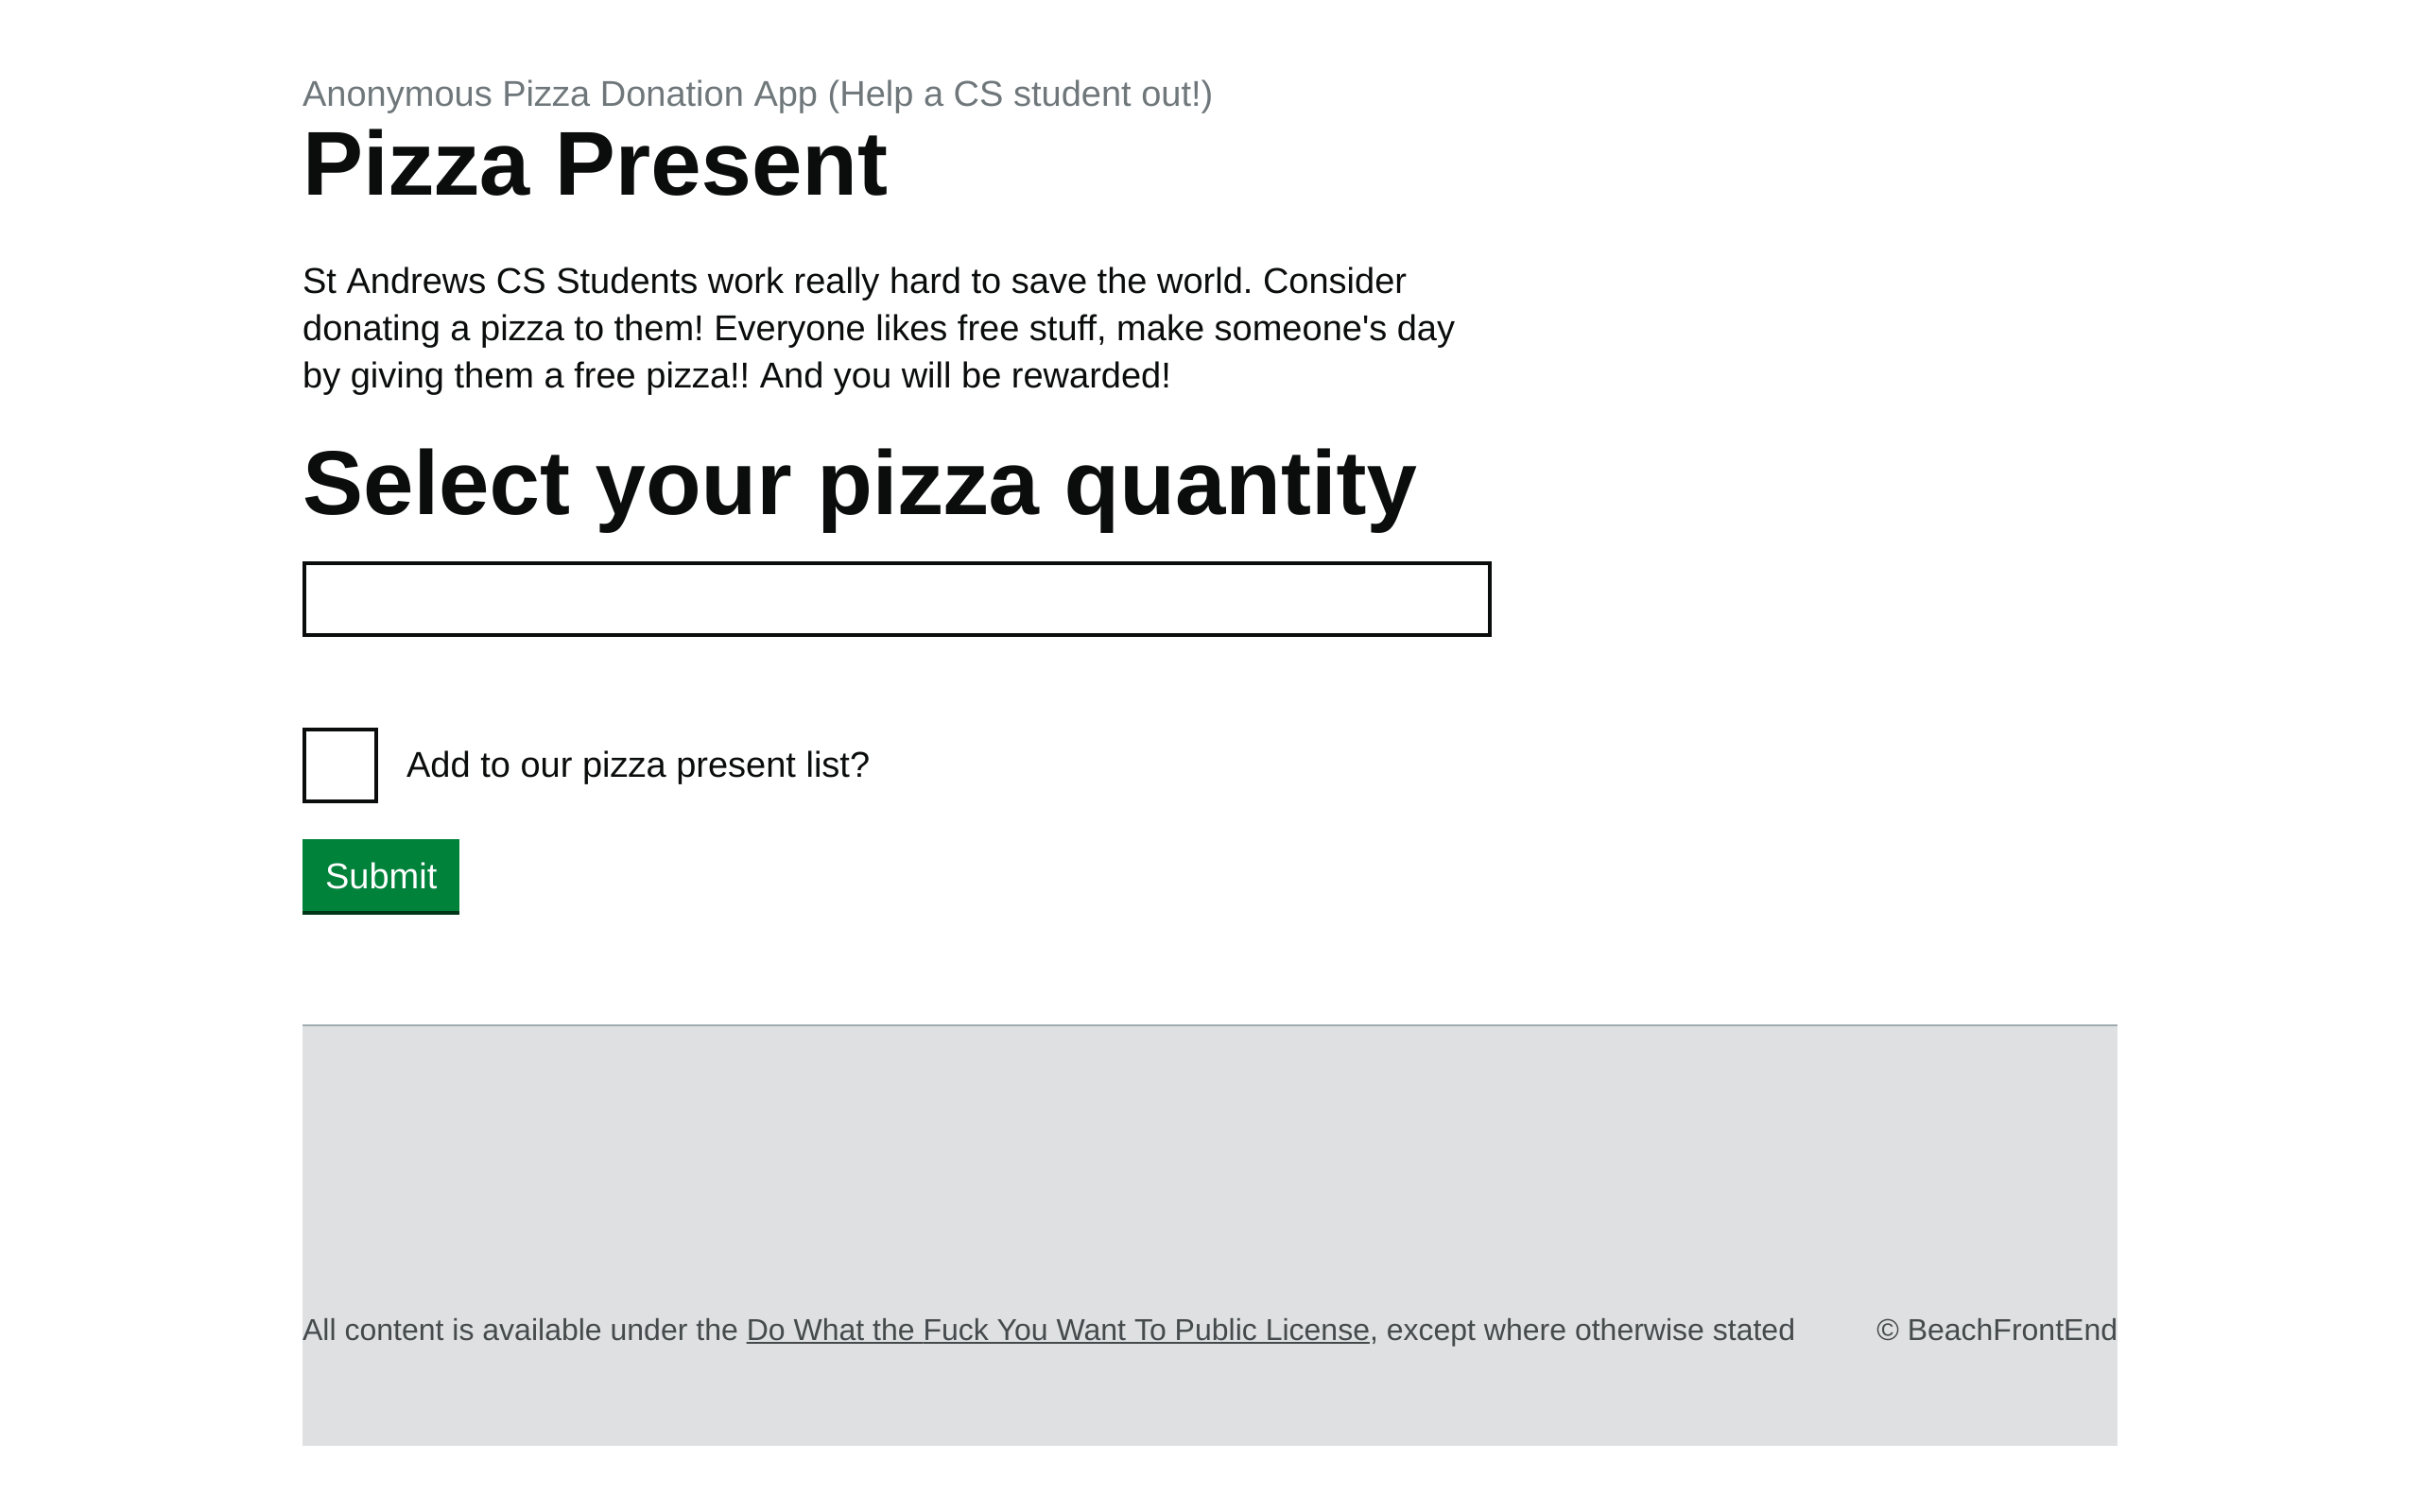 Anonymous Pizza Donation App (Help a CS student out!)
Pizza Present
St Andrews CS Students work really hard to save the world. Consider
donating a pizza to them! Everyone likes free stuff, make someone's day
by giving them a free pizza!! And you will be rewarded!
Select your pizza quantity
Add to our pizza present list?
Submit
All content is available under the Do What the Fuck You Want To Public License, except where otherwise stated
© BeachFrontEnd